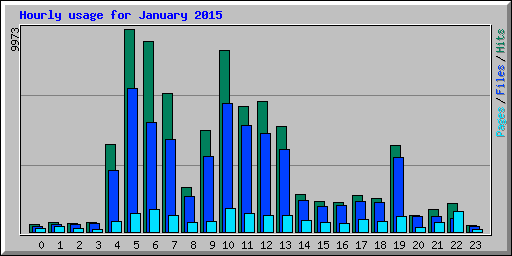 Hourly usage for January 2015
9973
Pages / Files / Hits
0 1 2 3 4 5 6 7 8 9 10 11 12 13 14 15 16 17 18 19 20 21 22 23